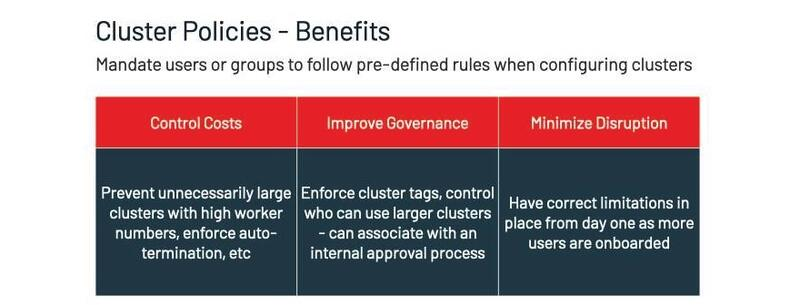 Cluster Policies - Benefits
Mandate users or groups to follow pre-defined rules when configuring clusters
Control Costs
Improve Governance
Minimize Disruption
Prevent unnecessarily large
clusters with high worker
numbers, enforce auto-
termination, etc
Enforce cluster tags, control
who can use larger clusters
- can associate with an
internal approval process
Have correct limitations in
place from day one as more
users are onboarded